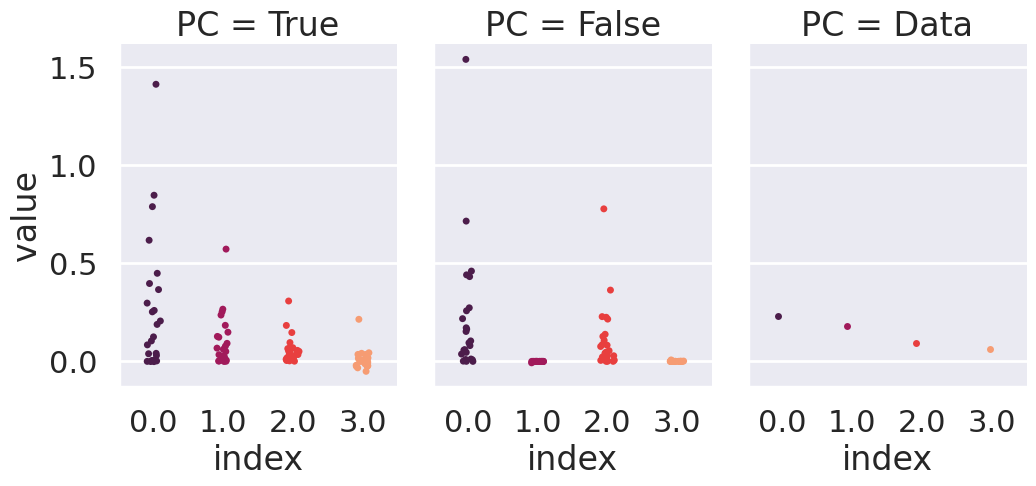 PC = True
PC = False
PC = Data
value
1.5
1.0
0.5
0.0
0.0 1.0 2.0 3.0
0.0 1.0 2.0 3.0
0.0 1.0 2.0 3.0
index
index
index